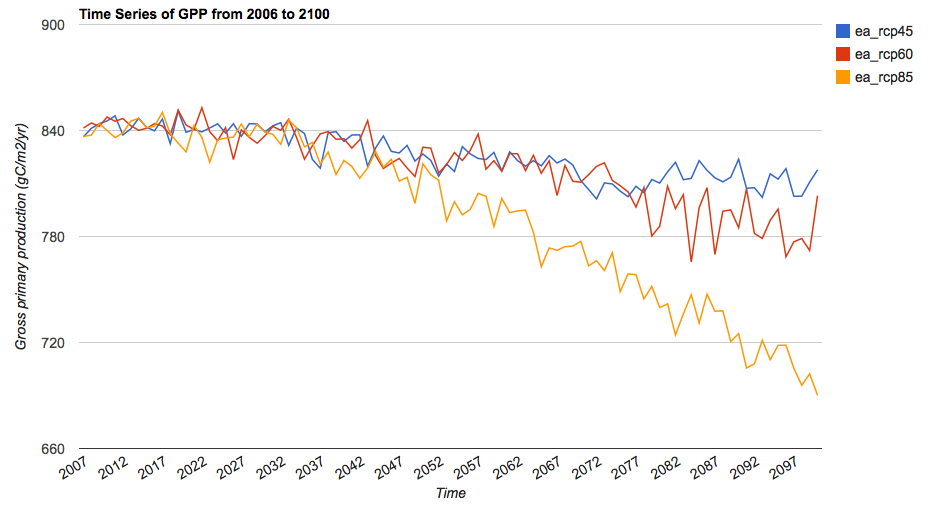 Time Series of GPP from 2006 to 2100
900
840
780
720
660
Gross primary production (gC/m2/yr)
2007 2012 2017 2022 2027 2032 2037 2042 2047 2052 2057 2062 2067 2072 2077 2082 2087 2092 2097
Time
ea_rcp45
ea_rcp60
ea_rcp85